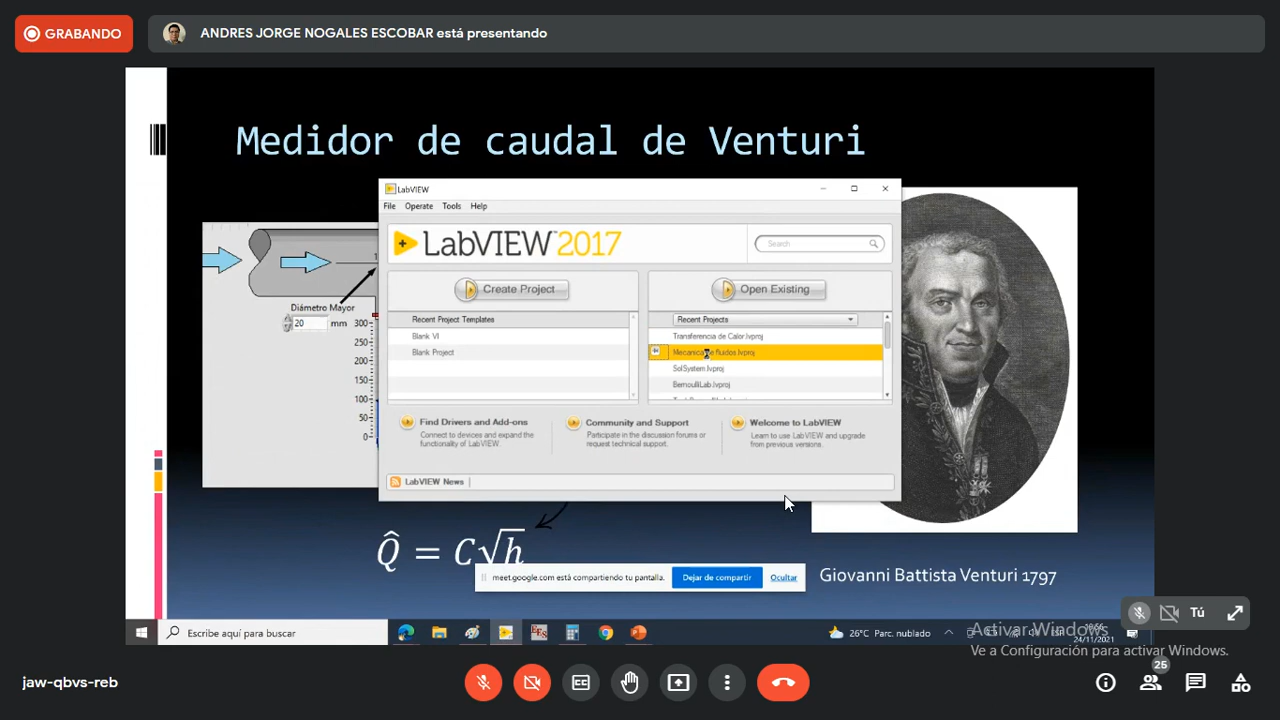 GRABANDO
ANDRES JORGE NOGALES ESCOBAR está presentando
Medidor de caudal de Venturi
LabVIEW
File Operate Tools Help
LabVIEW™ 2017
Search
Create Project
Open Existing
Recent Project Templates
Blank VI
Blank Project
Recent Projects
Transferencia de Calor.lvproj
Mecanica de fluidos.lvproj
SolSystem.lvproj
BernoulliLab.lvproj
Find Drivers and Add-ons
Connect to devices and expand the
functionality of LabVIEW.
Community and Support
Participate in the discussion forums or
request technical support.
Welcome to LabVIEW
Learn to use LabVIEW and upgrade
from previous versions.
LabVIEW News
Diámetro Mayor
20 mm
300
250
200
150
100
50
0
Q̂ = C√h
meet.google.com está compartiendo tu pantalla.
Dejar de compartir
Ocultar
Giovanni Battista Venturi 1797
Tú
Escribe aquí para buscar
26°C Parc. nublado
24/11/2021
Activar Windows
Ve a Configuración para activar Windows.
jaw-qbvs-reb
25